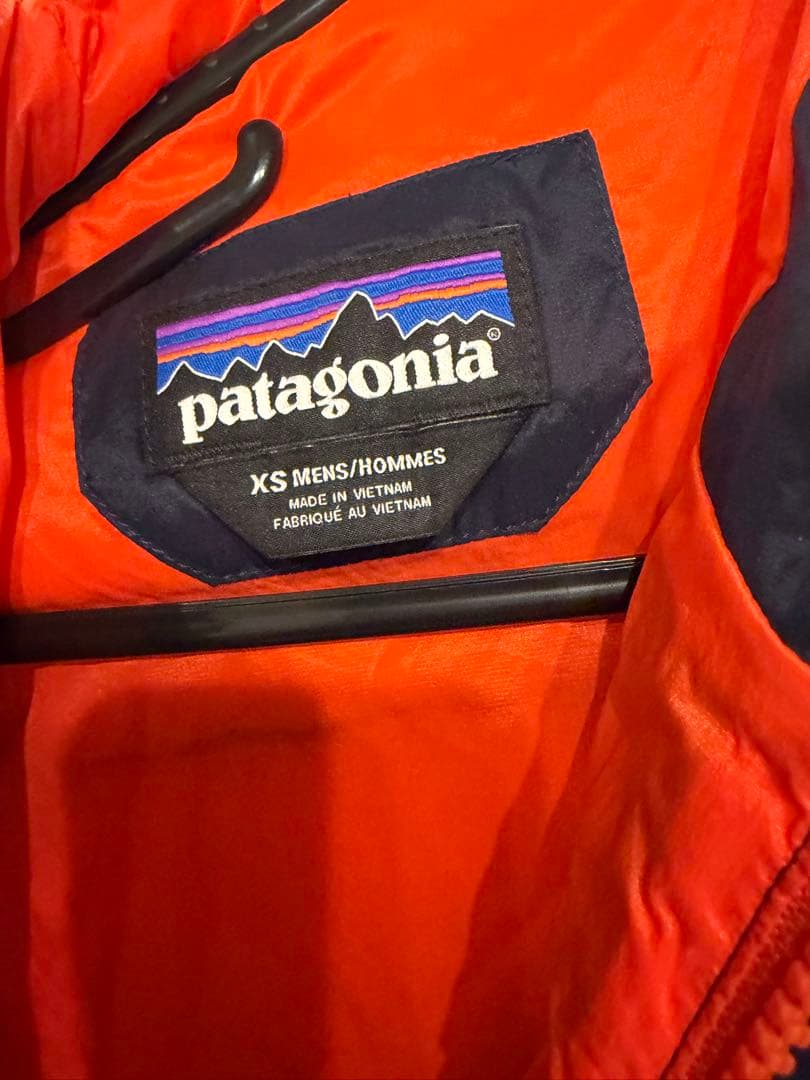 patagonia®
XS MENS/HOMMES
MADE IN VIETNAM
FABRIQUÉ AU VIETNAM